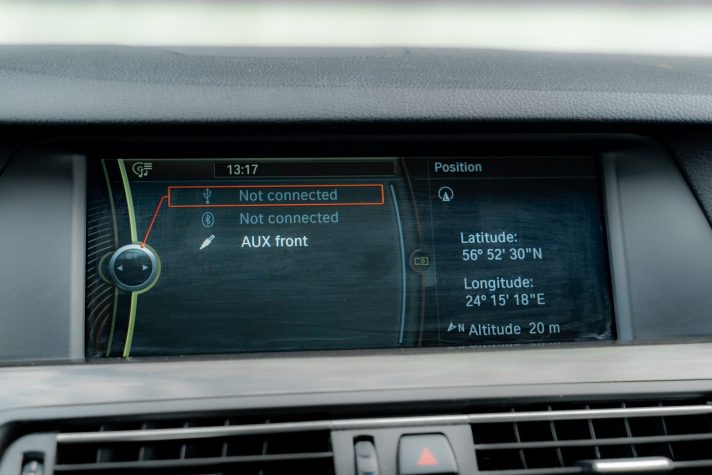 13:17
Not connected
Not connected
AUX front
Position
Latitude:
56° 52' 30"N
Longitude:
24° 15' 18"E
N Altitude 20 m